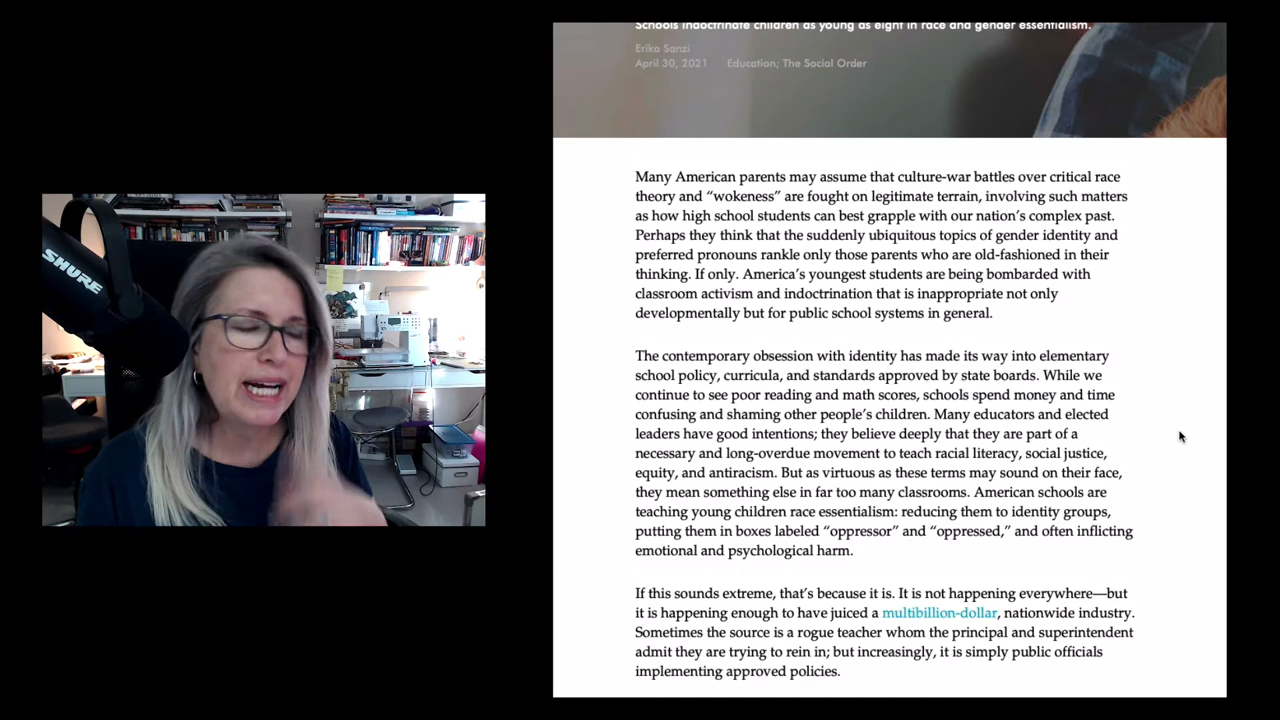 Schools indoctrinate children as young as eight in race and gender essentialism.
Erika Sanzi
April 30, 2021 Education; The Social Order
SHURE
Many American parents may assume that culture-war battles over critical race
theory and “wokeness” are fought on legitimate terrain, involving such matters
as how high school students can best grapple with our nation’s complex past.
Perhaps they think that the suddenly ubiquitous topics of gender identity and
preferred pronouns rankle only those parents who are old-fashioned in their
thinking. If only. America’s youngest students are being bombarded with
classroom activism and indoctrination that is inappropriate not only
developmentally but for public school systems in general.
The contemporary obsession with identity has made its way into elementary
school policy, curricula, and standards approved by state boards. While we
continue to see poor reading and math scores, schools spend money and time
confusing and shaming other people’s children. Many educators and elected
leaders have good intentions; they believe deeply that they are part of a
necessary and long-overdue movement to teach racial literacy, social justice,
equity, and antiracism. But as virtuous as these terms may sound on their face,
they mean something else in far too many classrooms. American schools are
teaching young children race essentialism: reducing them to identity groups,
putting them in boxes labeled “oppressor” and “oppressed,” and often inflicting
emotional and psychological harm.
If this sounds extreme, that’s because it is. It is not happening everywhere—but
it is happening enough to have juiced a multibillion-dollar, nationwide industry.
Sometimes the source is a rogue teacher whom the principal and superintendent
admit they are trying to rein in; but increasingly, it is simply public officials
implementing approved policies.